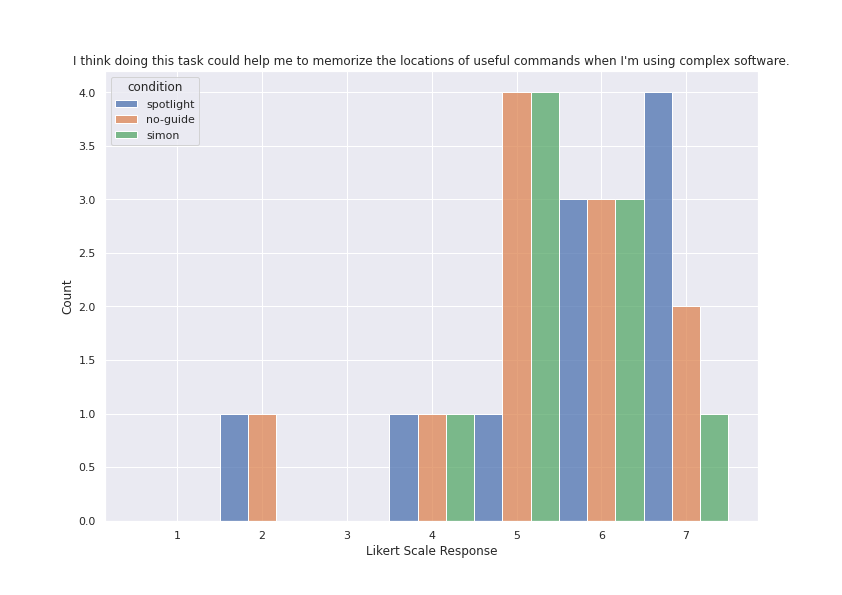 I think doing this task could help me to memorize the locations of useful commands when I'm using complex software.
condition
spotlight
no-guide
simon
4.0
3.5
3.0
2.5
2.0
1.5
1.0
0.5
0.0
Count
1 2 3 4 5 6 7
Likert Scale Response